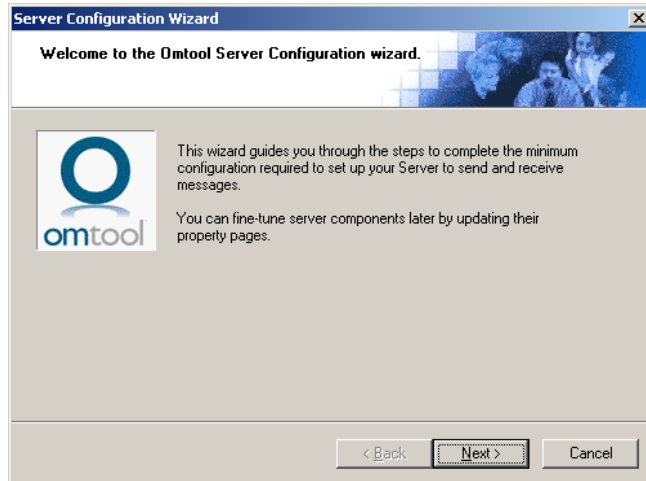 Server Configuration Wizard
Welcome to the Omtool Server Configuration wizard.
This wizard guides you through the steps to complete the minimum
configuration required to set up your Server to send and receive
messages.
You can fine-tune server components later by updating their
property pages.
omtool
< Back Next > Cancel